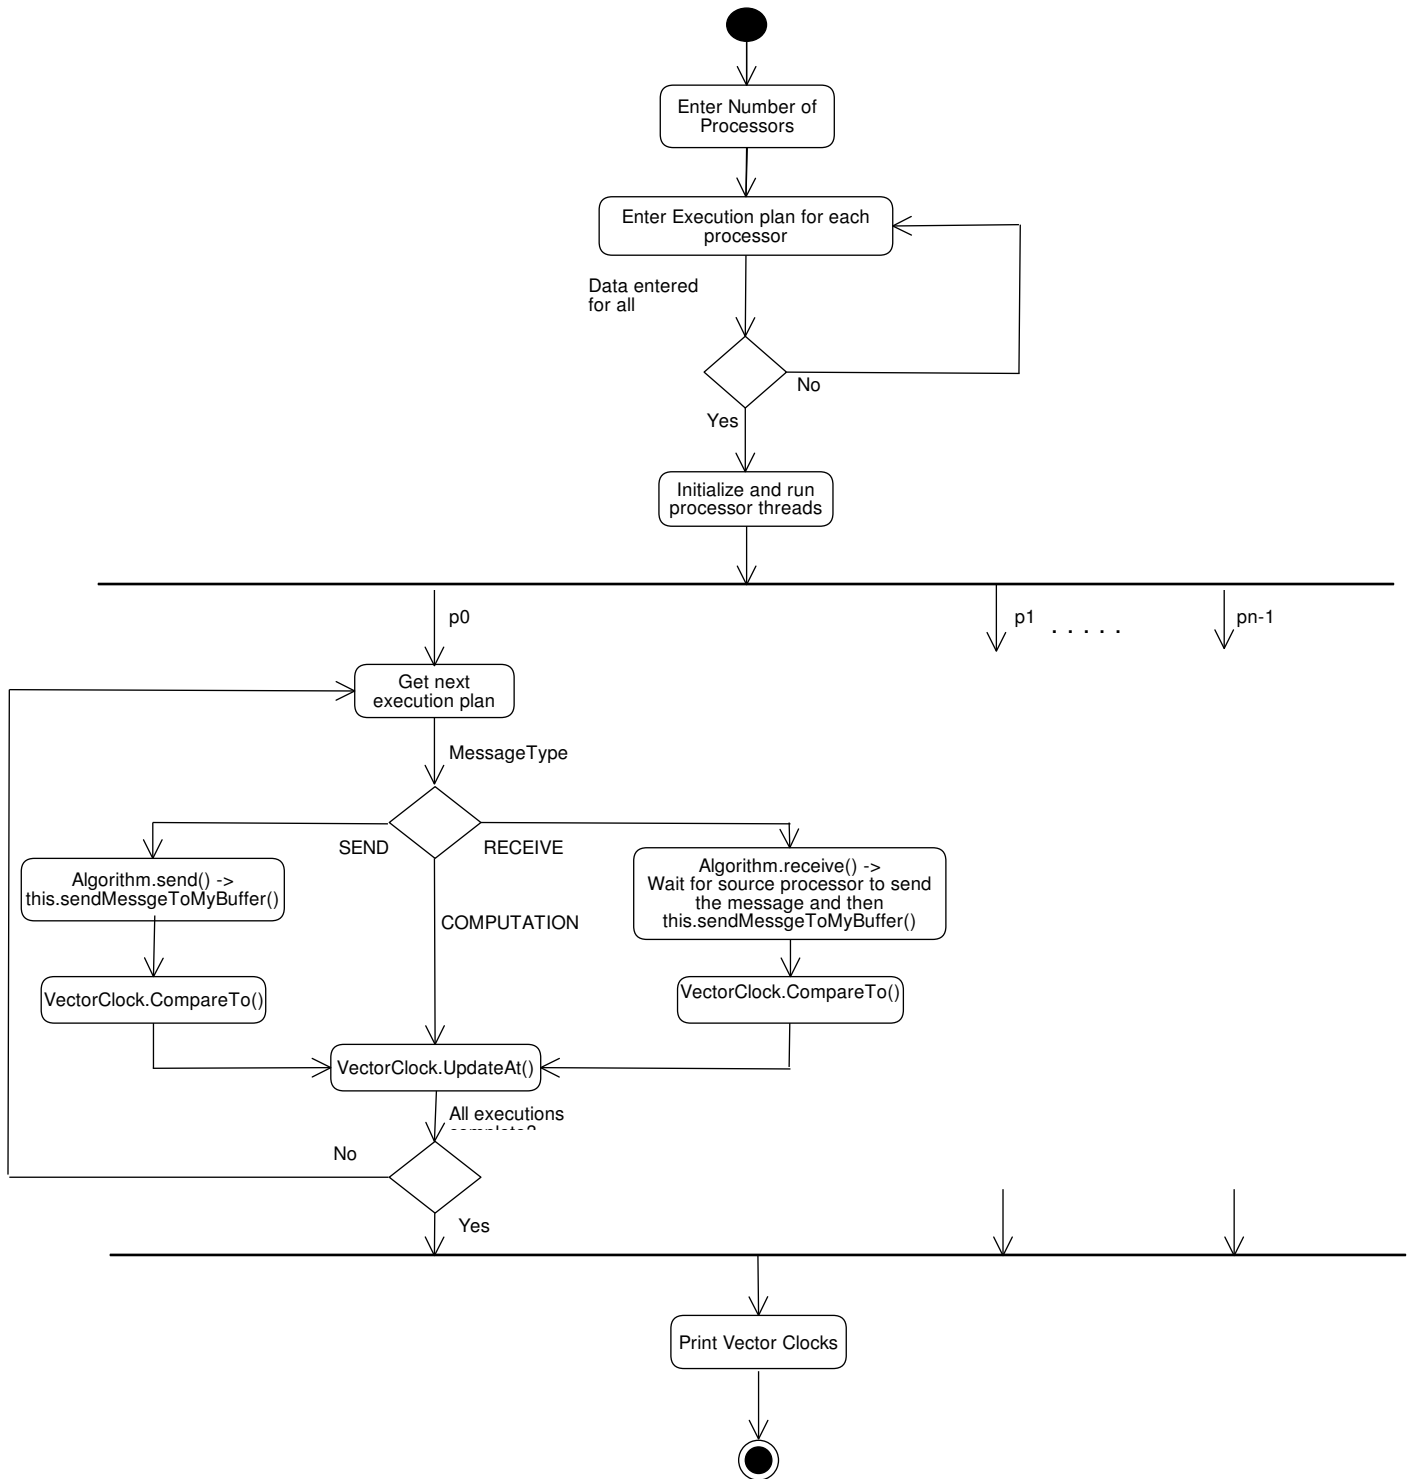 Enter Number of
Processors
Enter Execution plan for each
processor
Data entered
for all
No
Yes
Initialize and run
processor threads
p0
p1
. . . . .
pn-1
Get next
execution plan
MessageType
SEND
RECEIVE
Algorithm.send() ->
this.sendMessgeToMyBuffer()
Algorithm.receive() ->
Wait for source processor to send
the message and then
this.sendMessgeToMyBuffer()
COMPUTATION
VectorClock.CompareTo()
VectorClock.CompareTo()
VectorClock.UpdateAt()
All executions
No
Yes
Print Vector Clocks